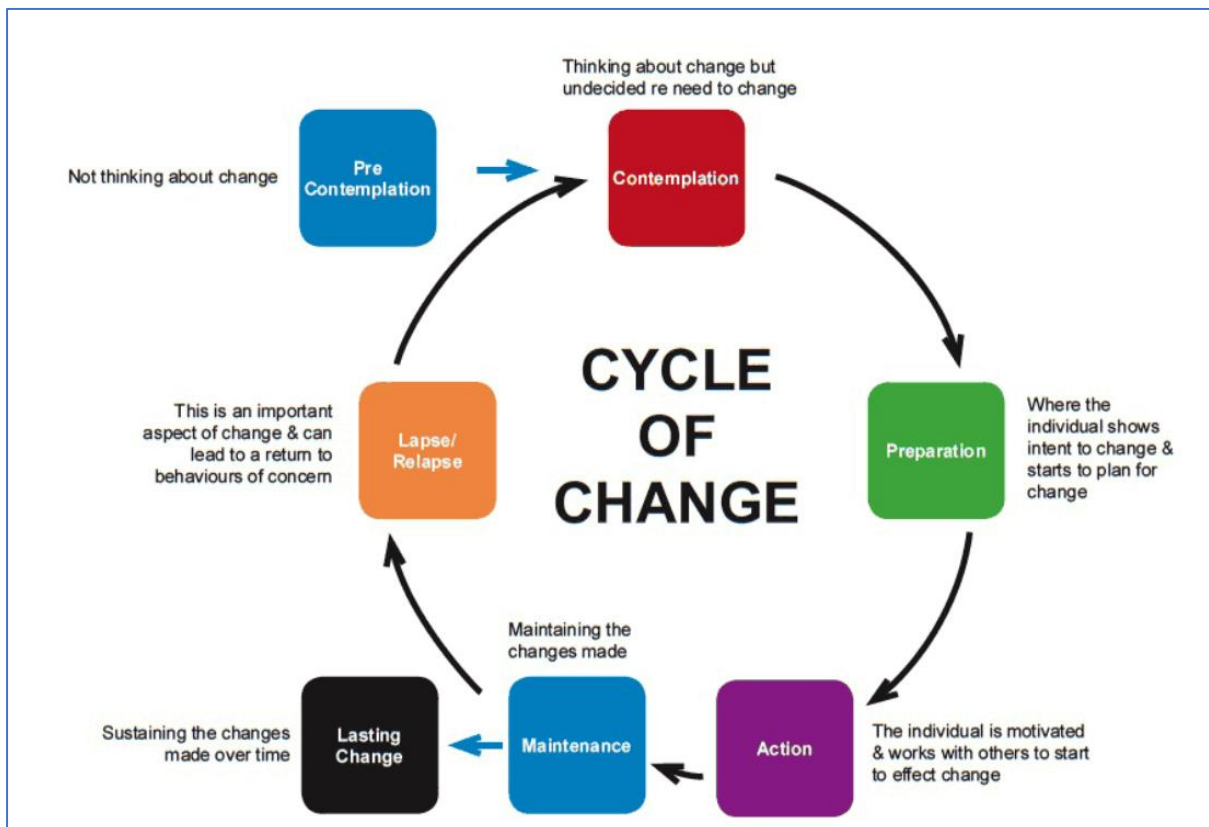 Thinking about change but
undecided re need to change
Not thinking about change
Pre
Contemplation
Contemplation
CYCLE
OF
CHANGE
This is an important
aspect of change & can
lead to a return to
behaviours of concern
Lapse/
Relapse
Preparation
Where the
individual shows
intent to change &
starts to plan for
change
Maintaining the
changes made
Sustaining the changes
made over time
Lasting
Change
Maintenance
Action
The individual is motivated
& works with others to start
to effect change